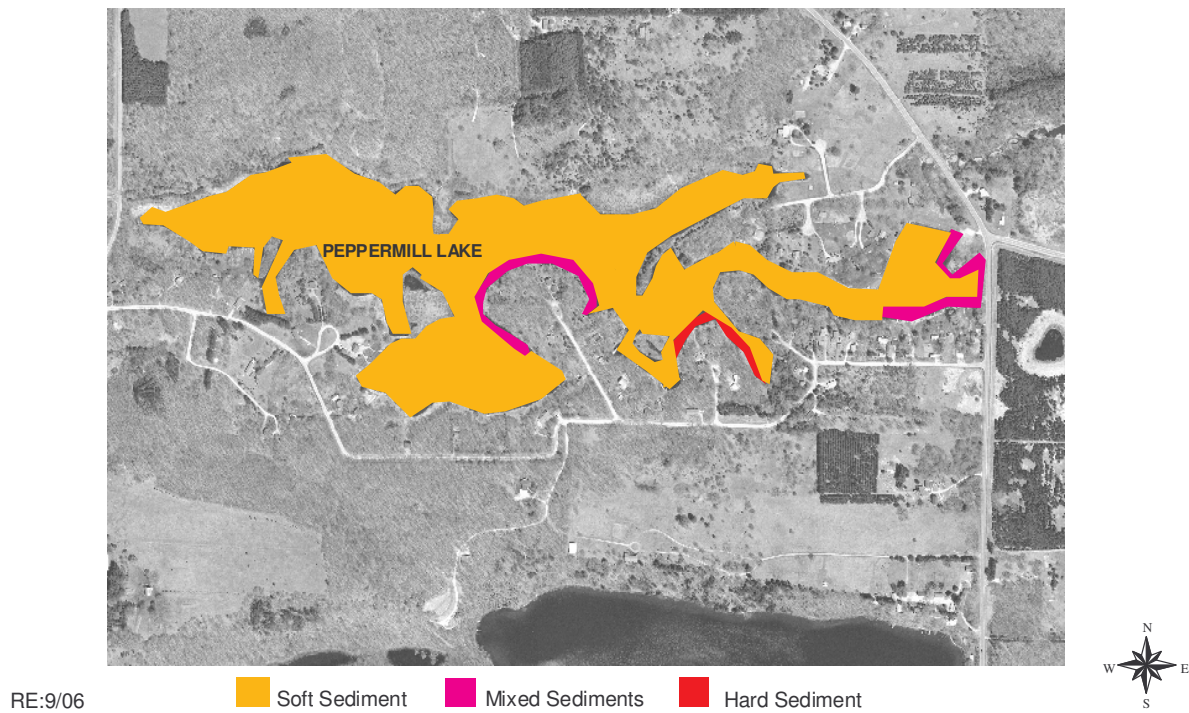 PEPPERMILL LAKE
N
W E
S
RE:9/06
Soft Sediment
Mixed Sediments
Hard Sediment